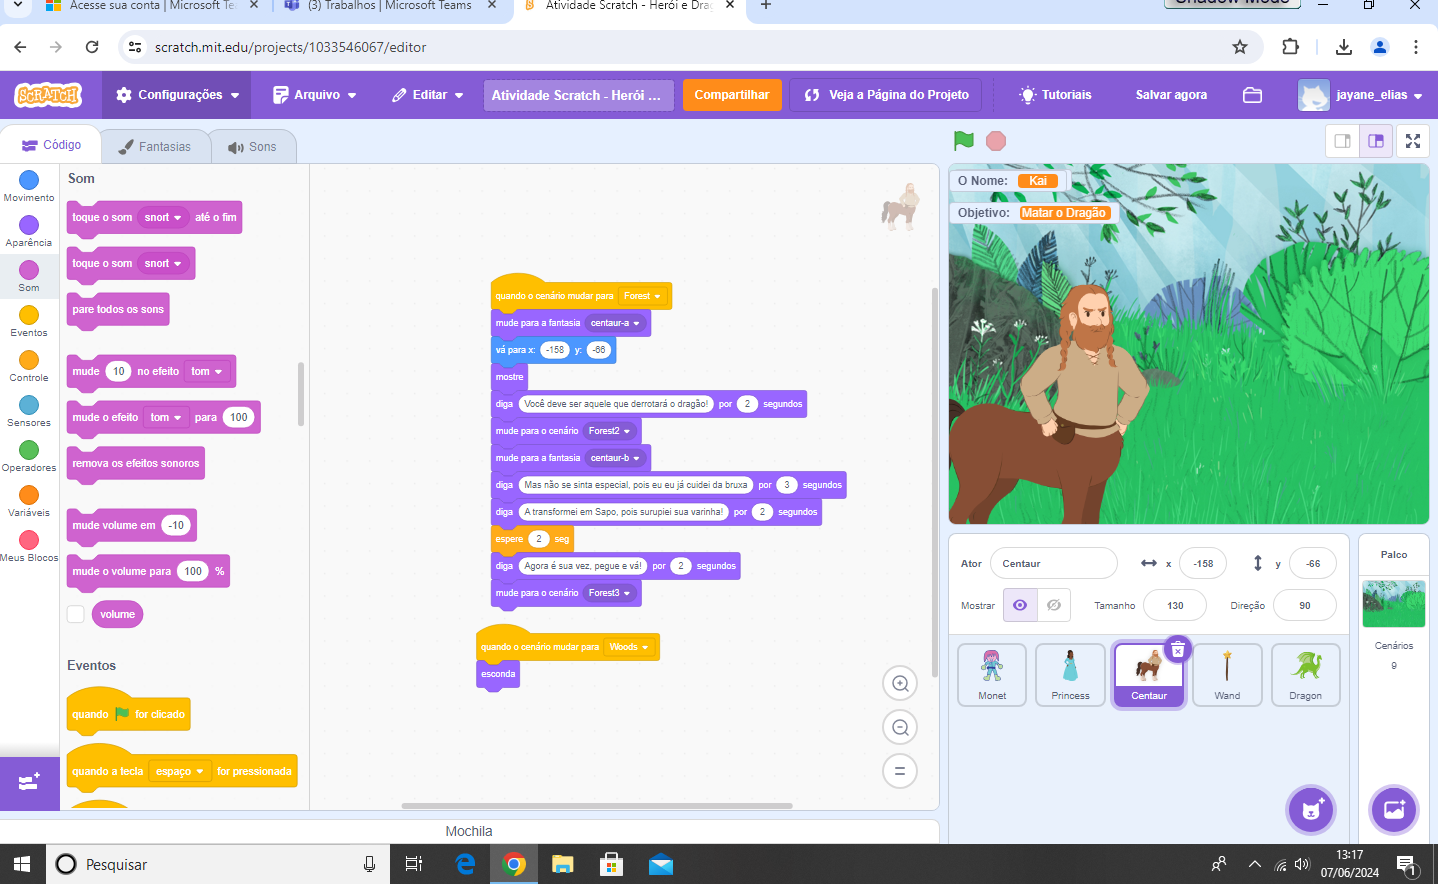 Acesse sua conta | Microsoft Te
(3) Trabalhos | Microsoft Teams
Atividade Scratch - Herói e Drag
Shadow Mode
scratch.mit.edu/projects/1033546067/editor
SCRATCH
Configurações
Arquivo
Editar
Atividade Scratch - Herói ...
Compartilhar
Veja a Página do Projeto
Tutoriais
Salvar agora
jayane_elias
Código
Fantasias
Sons
Movimento
Aparência
Som
Eventos
Controle
Sensores
Operadores
Variáveis
Meus Blocos
Som
toque o som snort até o fim
toque o som snort
pare todos os sons
mude 10 no efeito tom
mude o efeito tom para 100
remova os efeitos sonoros
mude volume em -10
mude o volume para 100 %
volume
Eventos
quando for clicado
quando a tecla espaço for pressionada
quando o cenário mudar para Forest
mude para a fantasia centaur-a
vá para x: -158 y: -66
mostre
diga Você deve ser aquele que derrotará o dragão! por 2 segundos
mude para o cenário Forest2
mude para a fantasia centaur-b
diga Mas não se sinta especial, pois eu eu já cuidei da bruxa por 3 segundos
diga A transformei em Sapo, pois surupiei sua varinha! por 2 segundos
espere 2 seg
diga Agora é sua vez, pegue e vá! por 2 segundos
mude para o cenário Forest3
quando o cenário mudar para Woods
esconda
Mochila
O Nome: Kai
Objetivo: Matar o Dragão
Ator Centaur x -158 y -66
Mostrar Tamanho 130 Direção 90
Monet
Princess
Centaur
Wand
Dragon
Palco
Cenários
9
Pesquisar
13:17
07/06/2024
1